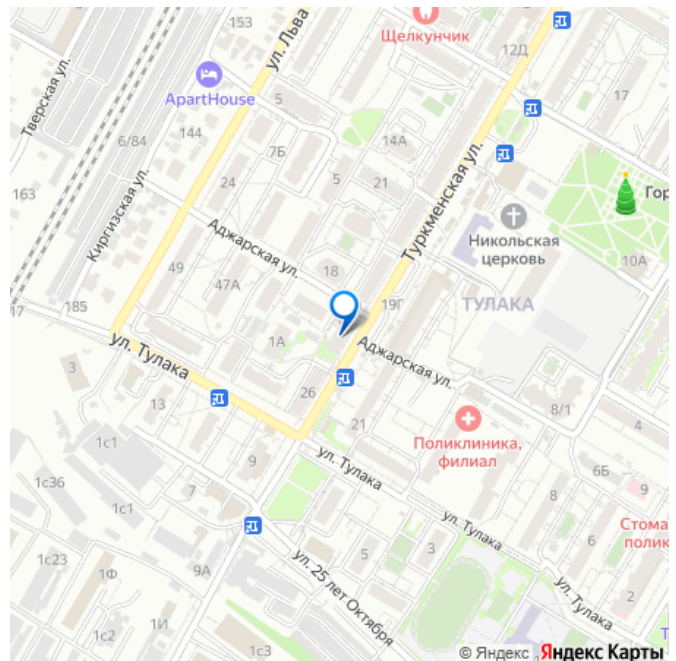 153
ул. Льва
Щелкунчик
12Д
Тверская ул.
ApartHouse
5
17
6/84
144
7Б
14А
163
Киргизская ул.
24
5
21
Туркменская ул.
Гор
Никольская
церковь
10А
Аджарская ул.
49
47А
18
19Г
ТУЛАКА
17
185
ул. Тулака
1А
Аджарская ул.
3
13
26
8/1
4
21
Поликлиника,
филиал
1с1
9
ул. Тулака
6Б
9
1с36
7
8
ул. Тулака
6
Стома
полик
1с1
1с23
9А
5
3
ул. Тулака
1Ф
ул. 25 лет Октября
2
1с2
1И
1с3
Т
© Яндекс Яндекс Карты